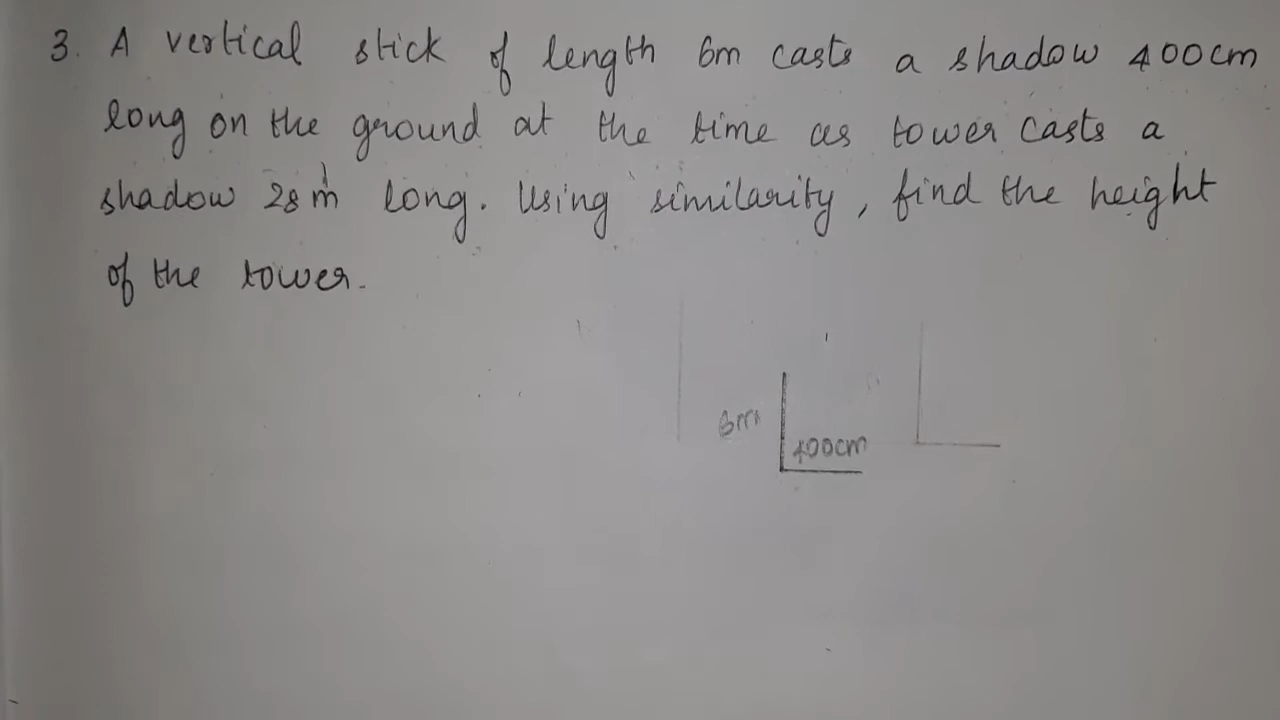 3. A vertical stick of length 6m casts a shadow 400cm
long on the ground at the time as tower casts a
shadow 28m long. Using similarity, find the height
of the tower.
6m
400cm